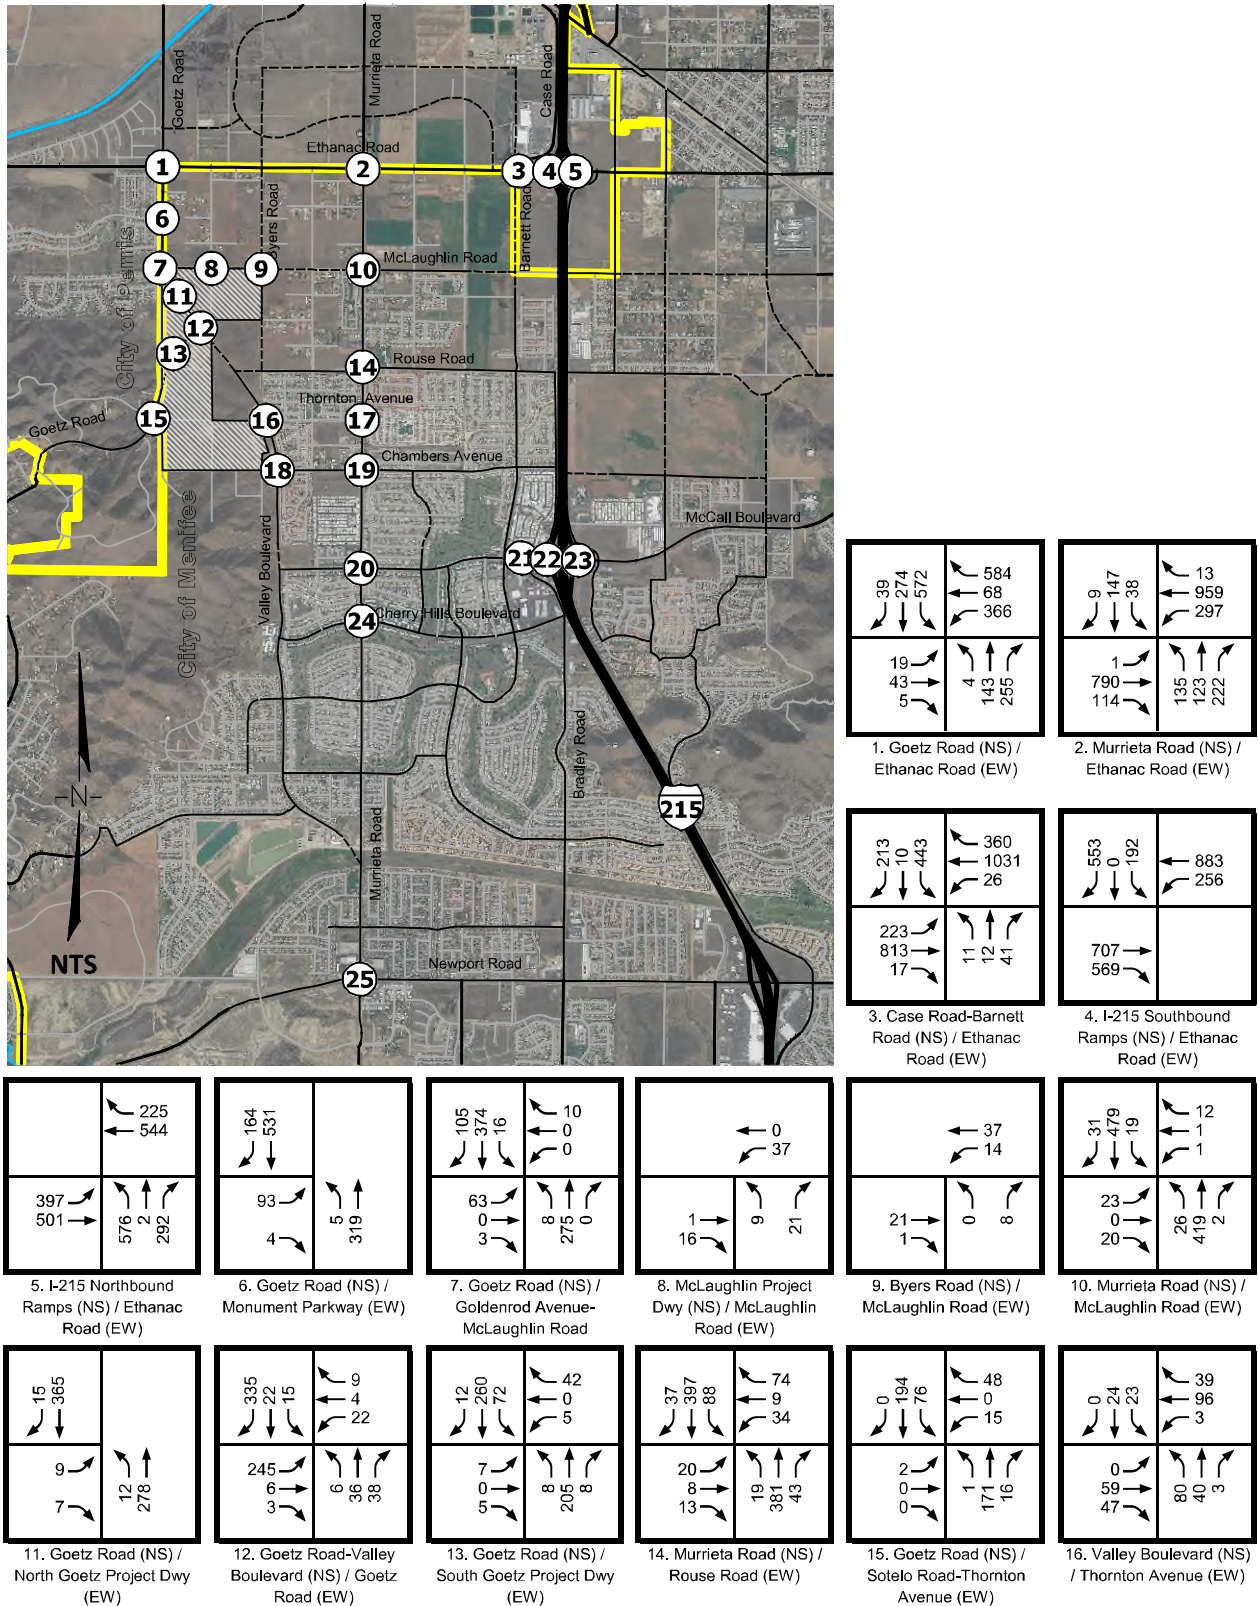 Goetz Road
Murrieta Road
Case Road
Ethanac Road
1
2
3
4
5
6
Byers Road
Barnett Road
City of Perris
7
8
9
10
McLaughlin Road
11
12
13
14
Rouse Road
Thornton Avenue
15
16
17
Goetz Road
18
19
Chambers Avenue
McCall Boulevard
City of Menifee
Valley Boulevard
20
21
22
23
24
Cherry Hills Boulevard
Bradley Road
215
N
Murrieta Road
NTS
Newport Road
25
39
274
572
584
68
366
19
43
5
4
143
255
1. Goetz Road (NS) /
Ethanac Road (EW)
9
147
38
13
959
297
1
790
114
135
123
222
2. Murrieta Road (NS) /
Ethanac Road (EW)
213
10
443
360
1031
26
223
813
17
11
12
41
3. Case Road-Barnett
Road (NS) / Ethanac
Road (EW)
553
0
192
883
256
707
569
4. I-215 Southbound
Ramps (NS) / Ethanac
Road (EW)
225
544
397
501
576
2
292
5. I-215 Northbound
Ramps (NS) / Ethanac
Road (EW)
164
531
93
4
5
319
6. Goetz Road (NS) /
Monument Parkway (EW)
105
374
16
10
0
0
63
0
3
8
275
0
7. Goetz Road (NS) /
Goldenrod Avenue-
McLaughlin Road
0
37
1
16
9
21
8. McLaughlin Project
Dwy (NS) / McLaughlin
Road (EW)
37
14
21
1
0
8
9. Byers Road (NS) /
McLaughlin Road (EW)
31
479
19
12
1
1
23
0
20
26
419
2
10. Murrieta Road (NS) /
McLaughlin Road (EW)
15
365
9
7
12
278
11. Goetz Road (NS) /
North Goetz Project Dwy
(EW)
335
22
15
9
4
22
245
6
3
6
36
38
12. Goetz Road-Valley
Boulevard (NS) / Goetz
Road (EW)
12
260
72
42
0
5
7
0
5
8
205
8
13. Goetz Road (NS) /
South Goetz Project Dwy
(EW)
37
397
88
74
9
34
20
8
13
19
381
43
14. Murrieta Road (NS) /
Rouse Road (EW)
0
194
76
48
0
15
2
0
0
1
171
16
15. Goetz Road (NS) /
Sotelo Road-Thornton
Avenue (EW)
0
24
23
39
96
3
0
59
47
80
40
3
16. Valley Boulevard (NS)
/ Thornton Avenue (EW)